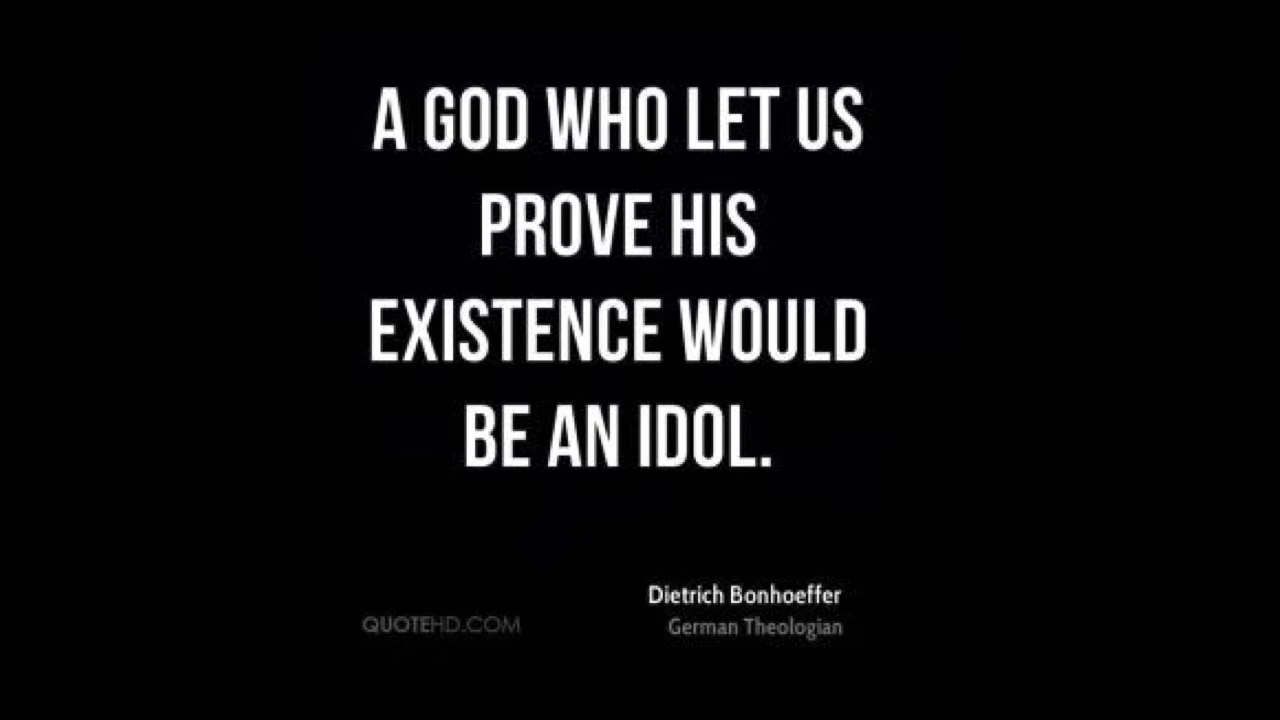 A GOD WHO LET US
PROVE HIS
EXISTENCE WOULD
BE AN IDOL.
Dietrich Bonhoeffer
QUOTEHD.COM
German Theologian